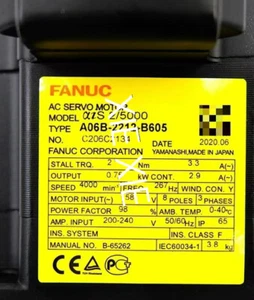 FANUC
AC SERVO MOTOR
MODEL αiS 2/5000
TYPE A06B-2212-B605
NO.
2020.06
FANUC CORPORATION YAMANASHI, MADE IN JAPAN
STALL TRQ. 2 Nm 3.3 A(~)
OUTPUT 0.75 kW CONT 2.9 A(~)
SPEED 4000 min⁻¹ FREQ. 267 Hz WIND. CON. Y
MOTOR INPUT(~) 158 V 8 POLES 3 PHASES
POWER FACTOR 98 % AMB. TEMP. 0-40℃
AMP. INPUT 200-240 V 50/60 Hz IP 65
INS. SYSTEM INS. CLASS F
MANUAL NO. B-65262 IEC60034-1 3.8 kg
CE